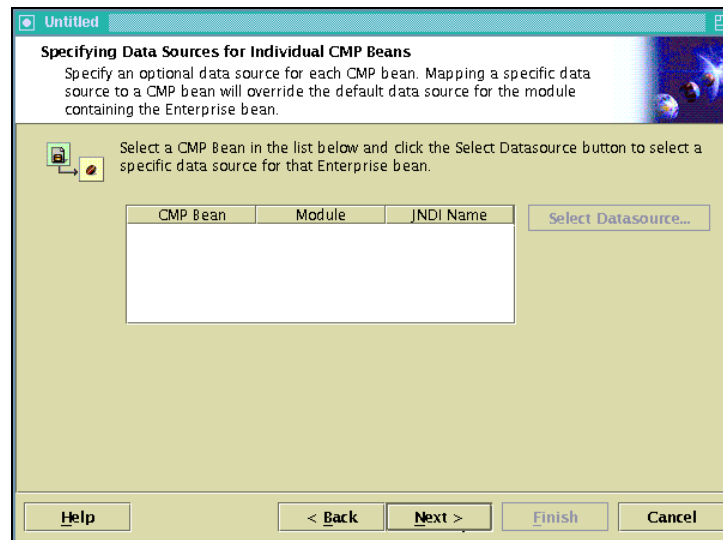 Untitled
Specifying Data Sources for Individual CMP Beans
Specify an optional data source for each CMP bean. Mapping a specific data
source to a CMP bean will override the default data source for the module
containing the Enterprise bean.
Select a CMP Bean in the list below and click the Select Datasource button to select a
specific data source for that Enterprise bean.
CMP Bean Module JNDI Name
Select Datasource...
Help < Back Next > Finish Cancel